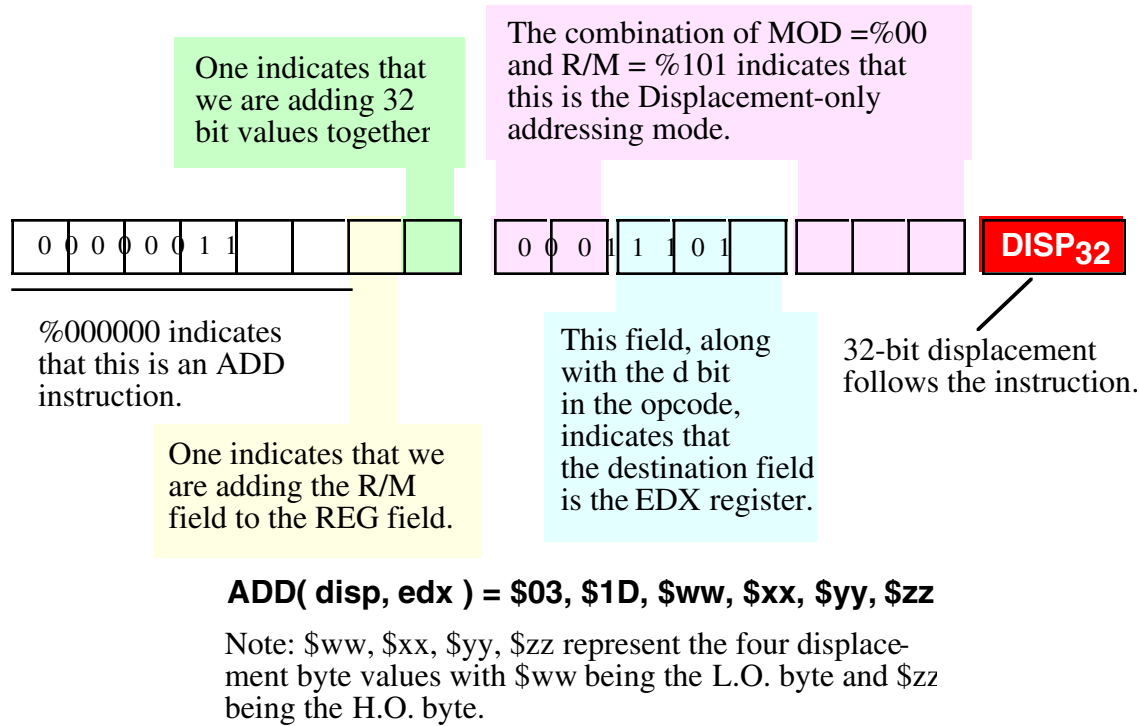 One indicates that
we are adding 32
bit values together
The combination of MOD =%00
and R/M = %101 indicates that
this is the Displacement-only
addressing mode.
0 0 0 0 0 0 1 1
0 0 0 1 1 1 0 1
DISP32
%000000 indicates
that this is an ADD
instruction.
One indicates that we
are adding the R/M
field to the REG field.
This field, along
with the d bit
in the opcode,
indicates that
the destination field
is the EDX register.
32-bit displacement
follows the instruction.
ADD( disp, edx ) = $03, $1D, $ww, $xx, $yy, $zz
Note: $ww, $xx, $yy, $zz represent the four displace-
ment byte values with $ww being the L.O. byte and $zz
being the H.O. byte.